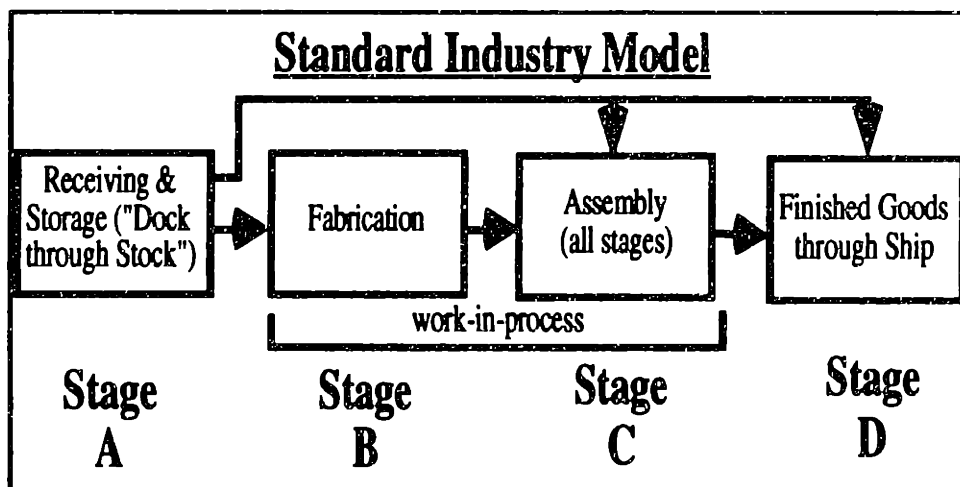 Standard Industry Model
Receiving &
Storage ("Dock
through Stock")
Fabrication
Assembly
(all stages)
Finished Goods
through Ship
work-in-process
Stage
A
Stage
B
Stage
C
Stage
D